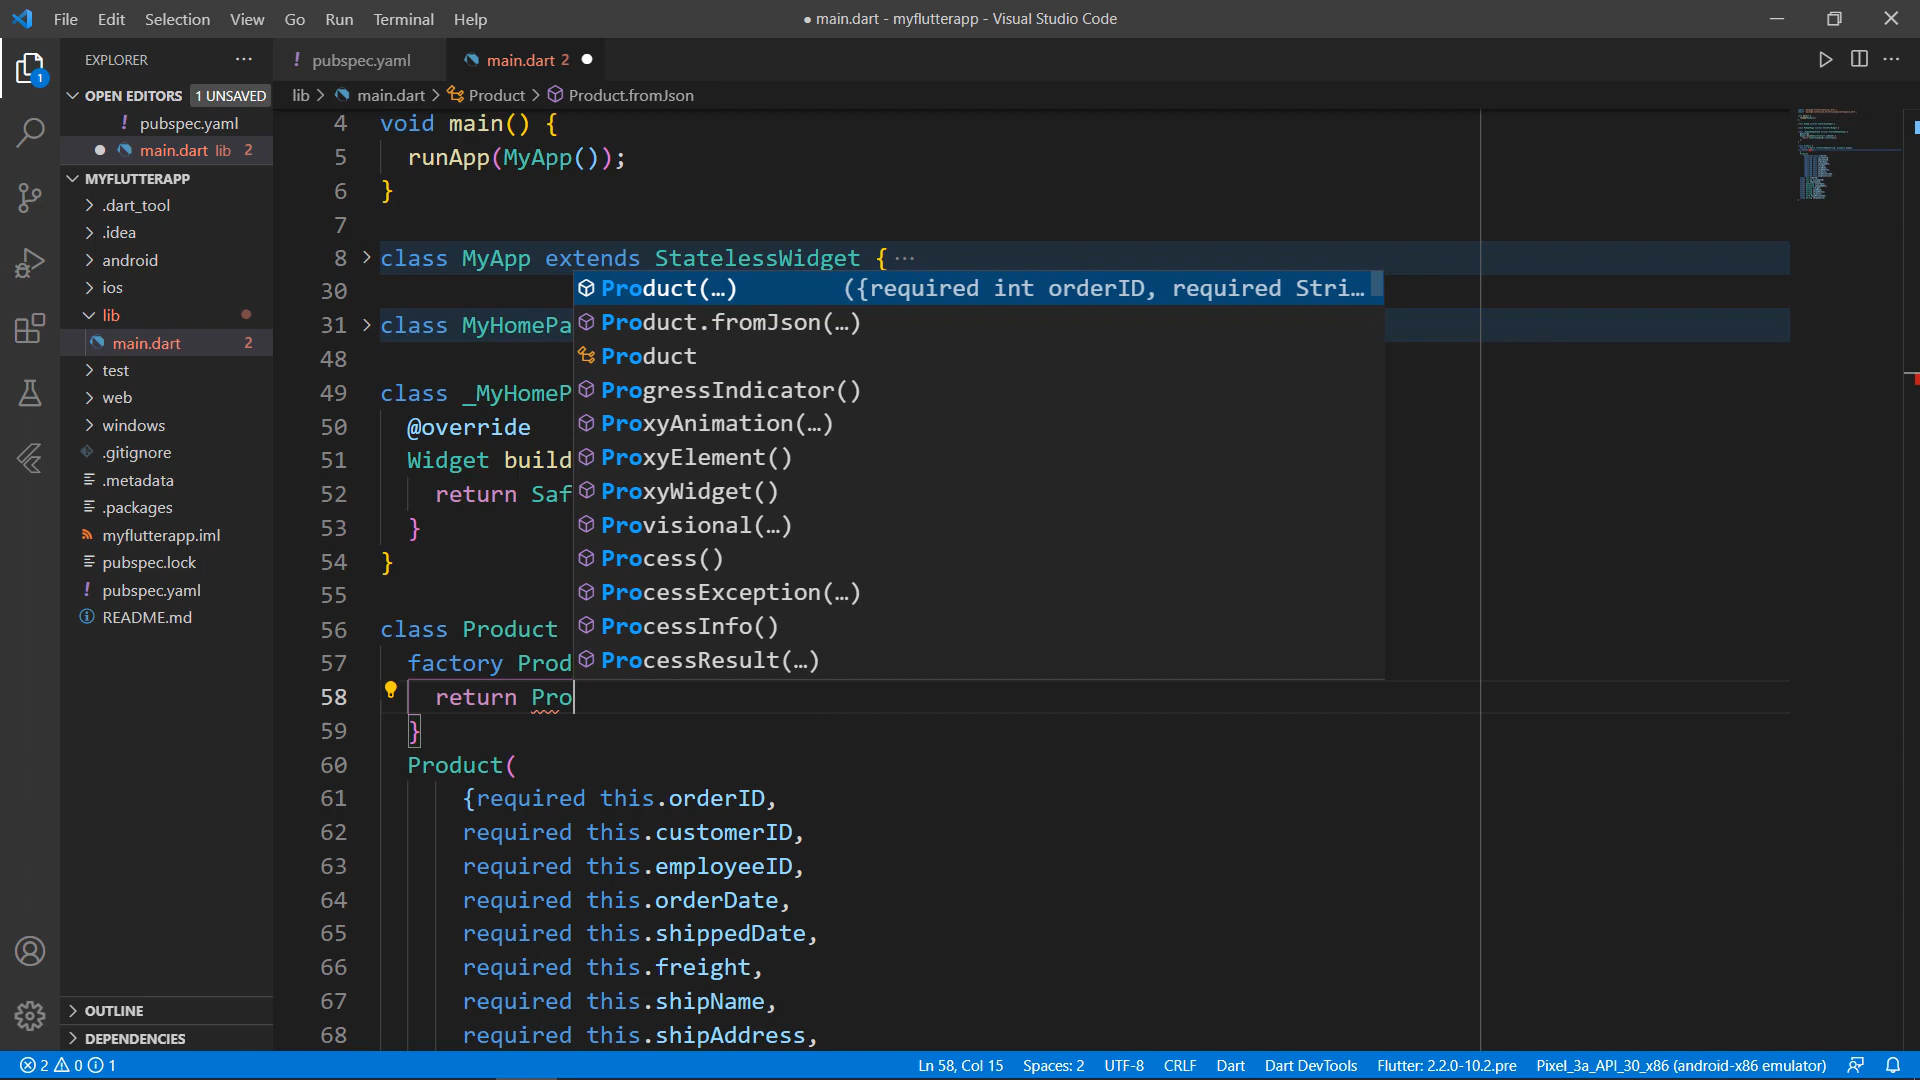 File Edit Selection View Go Run Terminal Help
● main.dart - myflutterapp - Visual Studio Code
EXPLORER ···
! pubspec.yaml
main.dart 2 ●
OPEN EDITORS 1 UNSAVED
lib > main.dart > Product > Product.fromJson
! pubspec.yaml
● main.dart lib 2
MYFLUTTERAPP
.dart_tool
.idea
android
ios
lib
main.dart 2
test
web
windows
.gitignore
.metadata
.packages
myflutterapp.iml
pubspec.lock
! pubspec.yaml
README.md
OUTLINE
DEPENDENCIES
1
4 void main() {
5 runApp(MyApp());
6 }
7
8 class MyApp extends StatelessWidget { ···
30
31 class MyHomePa
48
49 class _MyHomeP
50 @override
51 Widget build
52 return Saf
53 }
54 }
55
56 class Product
57 factory Prod
58 return Pro
59 }
60 Product(
61 {required this.orderID,
62 required this.customerID,
63 required this.employeeID,
64 required this.orderDate,
65 required this.shippedDate,
66 required this.freight,
67 required this.shipName,
68 required this.shipAddress,
Product(…) ({required int orderID, required Stri…
Product.fromJson(…)
Product
ProgressIndicator()
ProxyAnimation(…)
ProxyElement()
ProxyWidget()
Provisional(…)
Process()
ProcessException(…)
ProcessInfo()
ProcessResult(…)
2 0 1
Ln 58, Col 15 Spaces: 2 UTF-8 CRLF Dart Dart DevTools Flutter: 2.2.0-10.2.pre Pixel_3a_API_30_x86 (android-x86 emulator)